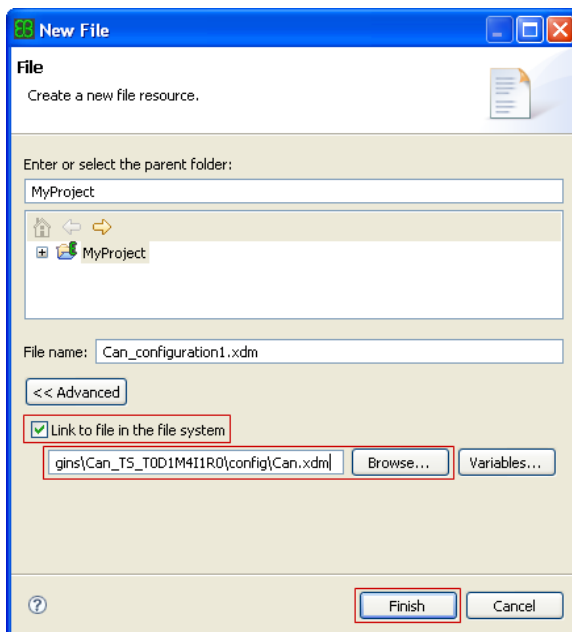 New File
File
Create a new file resource.
Enter or select the parent folder:
MyProject
MyProject
File name: Can_configuration1.xdm
<< Advanced
Link to file in the file system
gins\Can_TS_T0D1M4I1R0\config\Can.xdm Browse... Variables...
? Finish Cancel